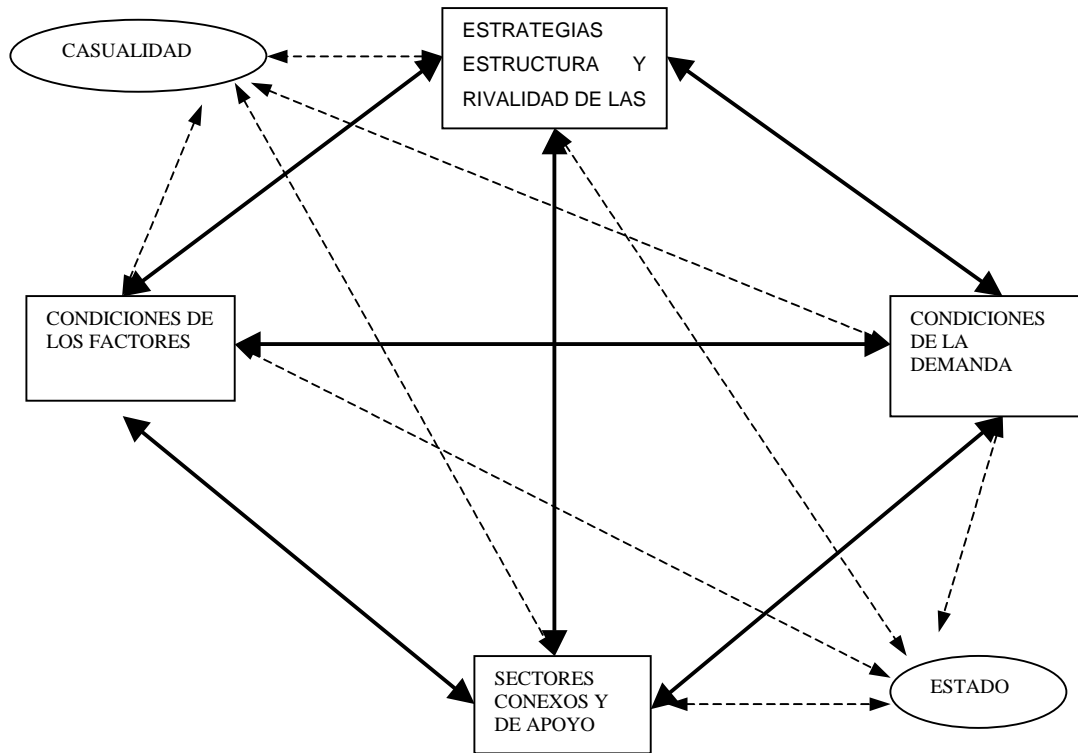 CASUALIDAD
ESTRATEGIAS
ESTRUCTURA Y
RIVALIDAD DE LAS
CONDICIONES DE
LOS FACTORES
CONDICIONES
DE LA
DEMANDA
SECTORES
CONEXOS Y
DE APOYO
ESTADO